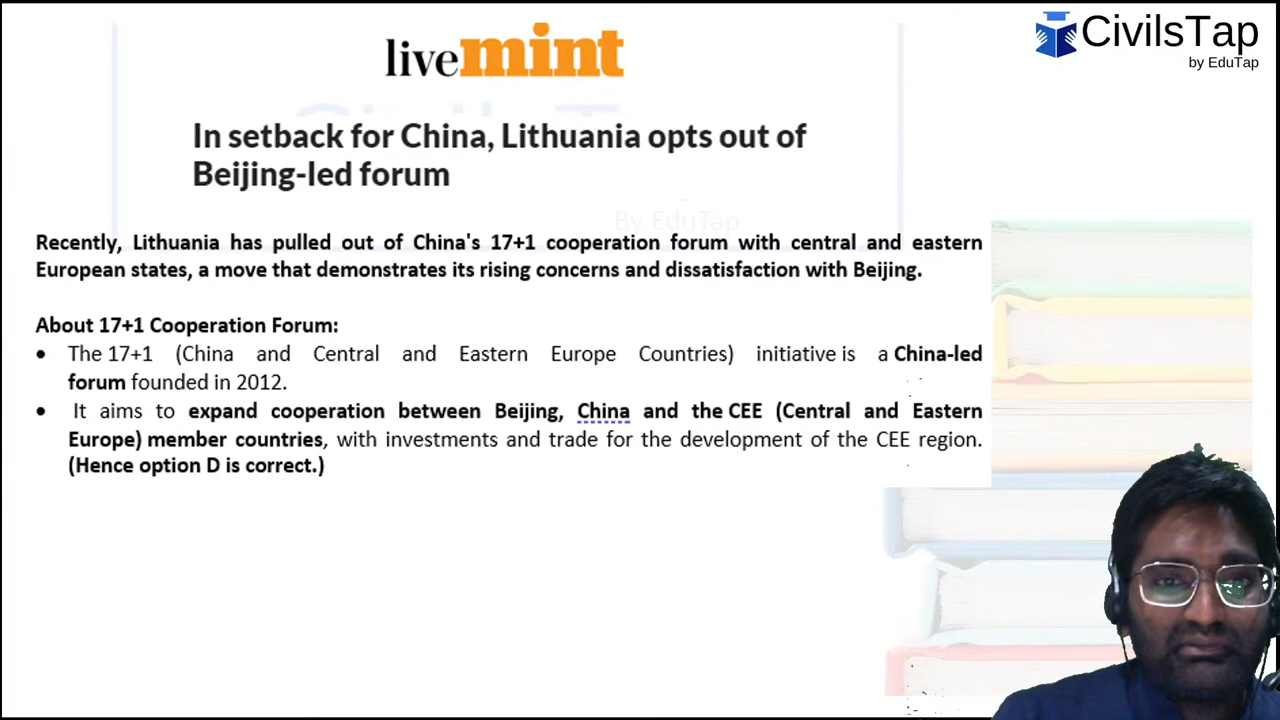 livemint
CivilsTap
by EduTap
In setback for China, Lithuania opts out of
Beijing-led forum
By EduTap
Recently, Lithuania has pulled out of China's 17+1 cooperation forum with central and eastern
European states, a move that demonstrates its rising concerns and dissatisfaction with Beijing.
About 17+1 Cooperation Forum:
• The 17+1 (China and Central and Eastern Europe Countries) initiative is a China-led
forum founded in 2012.
• It aims to expand cooperation between Beijing, China and the CEE (Central and Eastern
Europe) member countries, with investments and trade for the development of the CEE region.
(Hence option D is correct.)